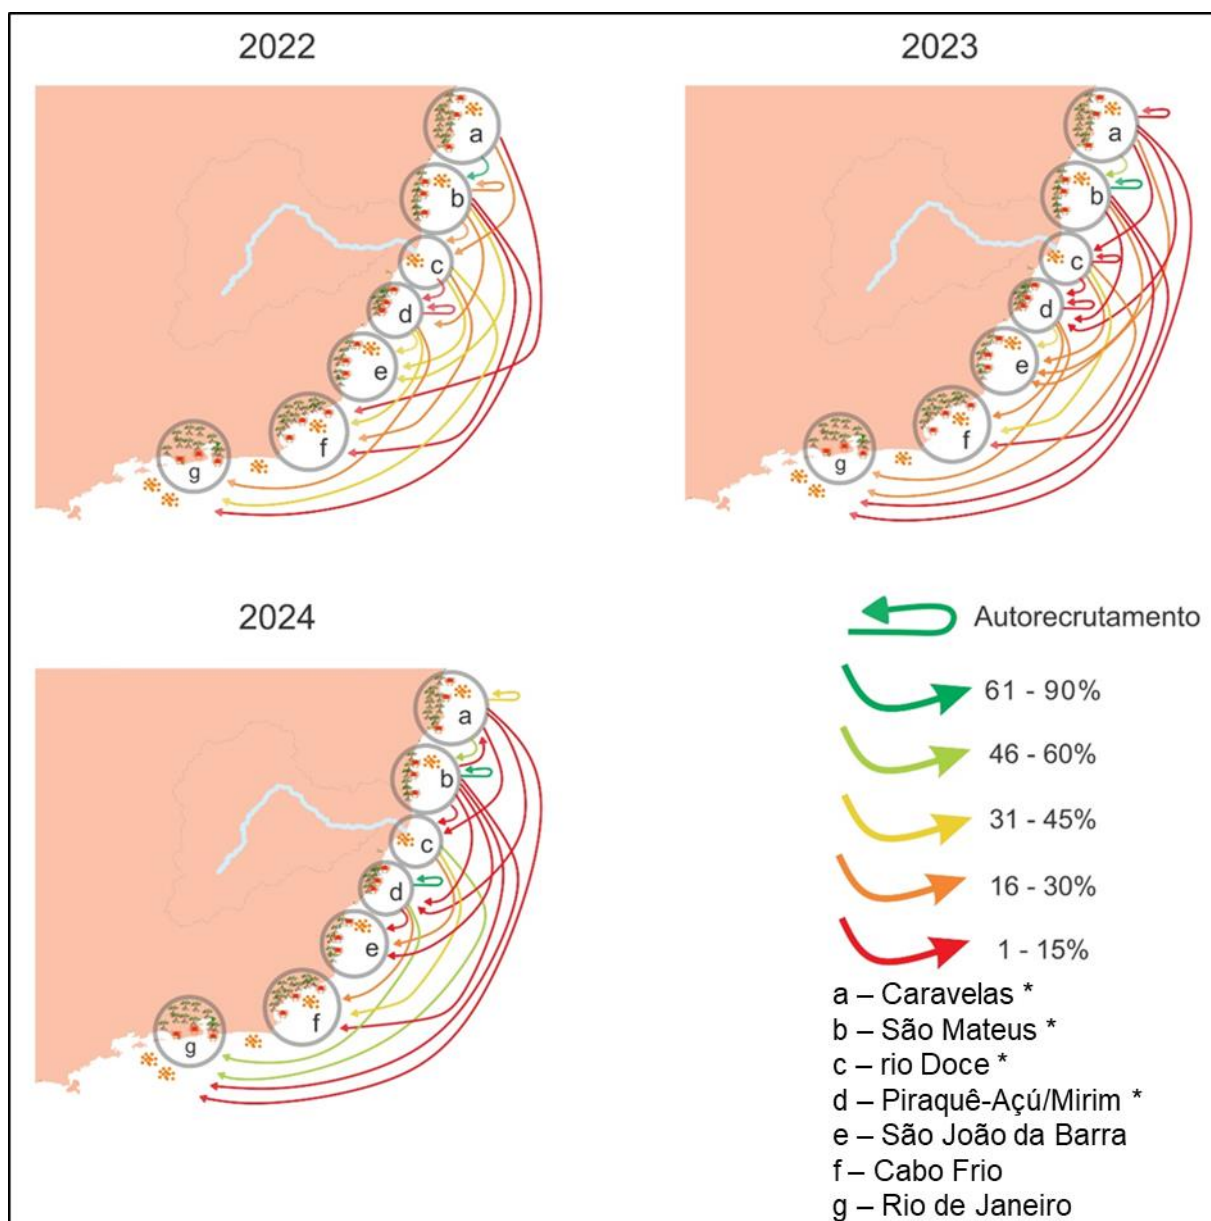 2022
a
b
c
d
e
f
g
2023
a
b
c
d
e
f
g
2024
a
b
c
d
e
f
g
Autorecrutamento
61 - 90%
46 - 60%
31 - 45%
16 - 30%
1 - 15%
a – Caravelas *
b – São Mateus *
c – rio Doce *
d – Piraquê-Açú/Mirim *
e – São João da Barra
f – Cabo Frio
g – Rio de Janeiro